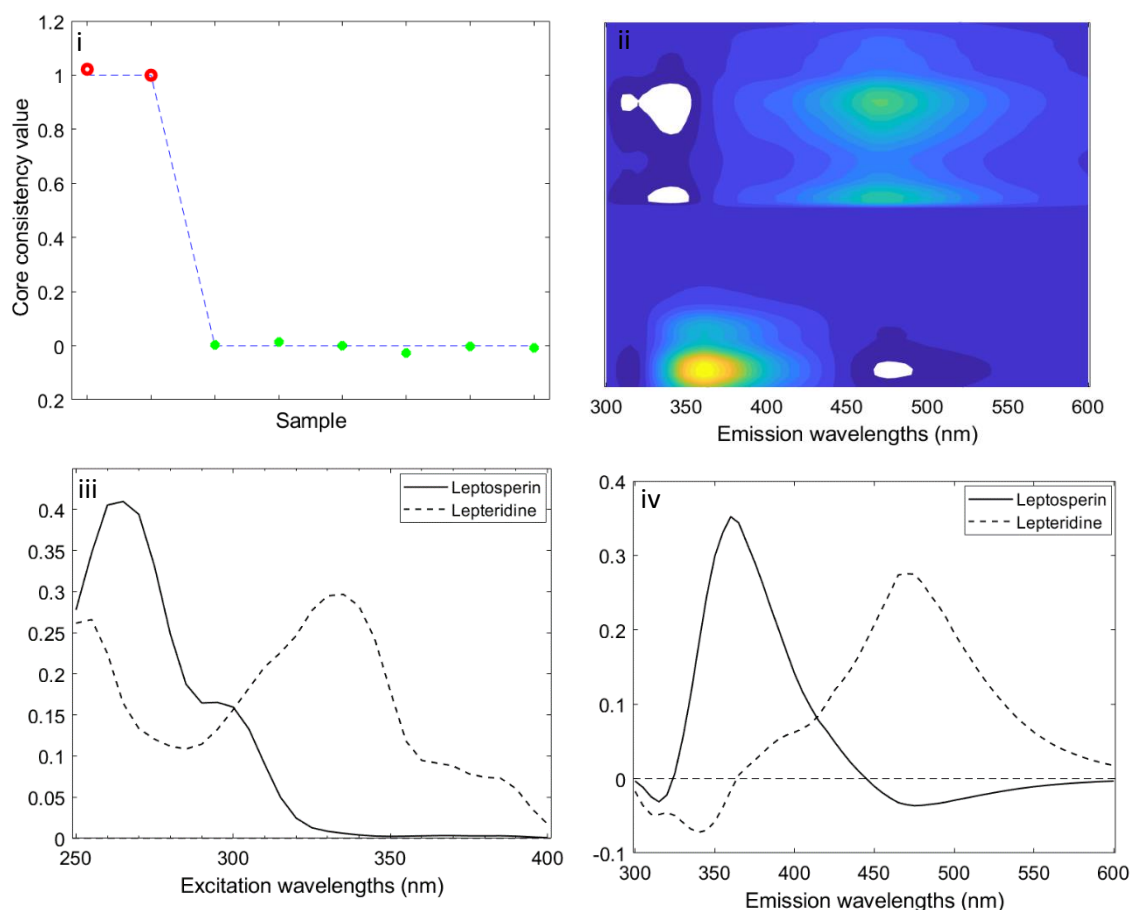 i
1.2
1
0.8
0.6
0.4
0.2
0
0.2
Core consistency value
Sample
ii
300 350 400 450 500 550 600
Emission wavelengths (nm)
iii
Leptosperin
Lepteridine
0.4
0.35
0.3
0.25
0.2
0.15
0.1
0.05
0
250 300 350 400
Excitation wavelengths (nm)
iv
Leptosperin
Lepteridine
0.4
0.3
0.2
0.1
0
-0.1
300 350 400 450 500 550 600
Emission wavelengths (nm)